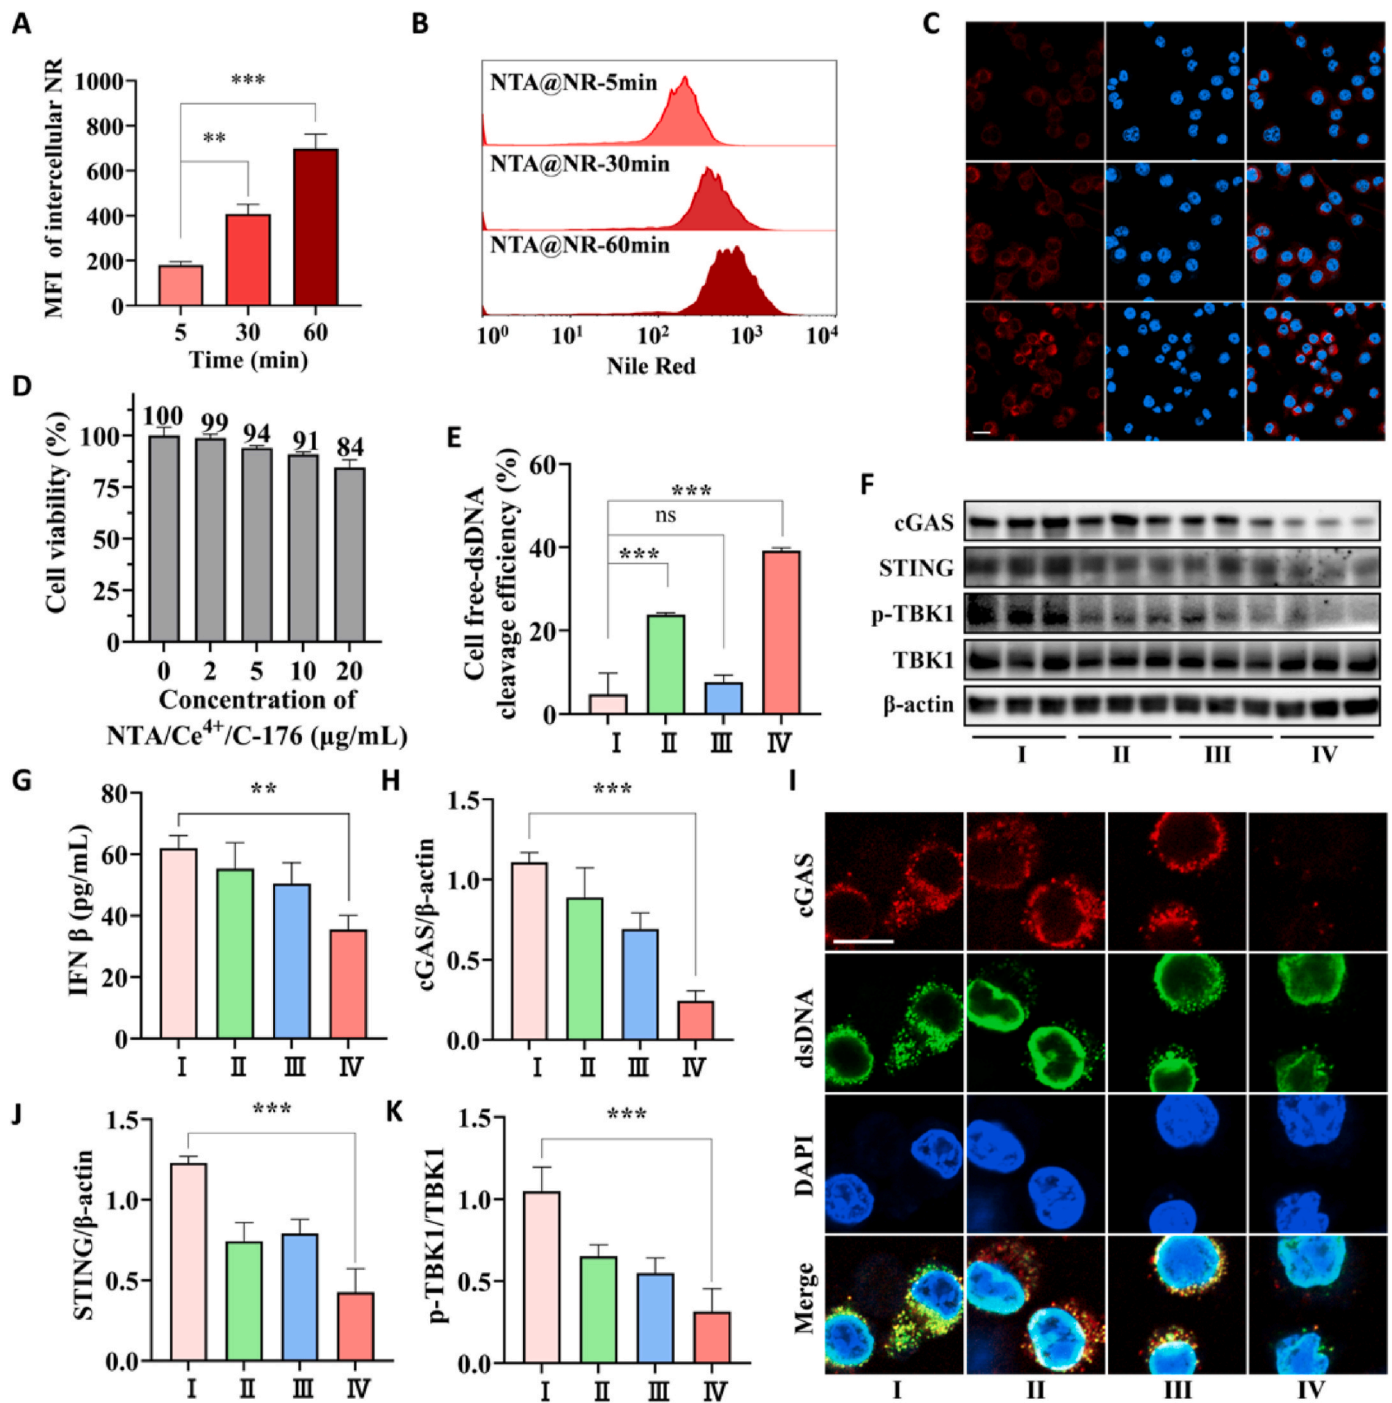 A
MFI of intercellular NR
1000
800
600
400
200
0
***
**
5 30 60
Time (min)
B
NTA@NR-5min
NTA@NR-30min
NTA@NR-60min
10⁰ 10¹ 10² 10³ 10⁴
Nile Red
C
D
Cell viability (%)
100
75
50
25
0
100 99 94 91 84
0 2 5 10 20
Concentration of
NTA/Ce⁴⁺/C-176 (μg/mL)
E
Cell free-dsDNA
cleavage efficiency (%)
60
40
20
0
***
ns
***
I II III IV
F
cGAS
STING
p-TBK1
TBK1
β-actin
I II III IV
G
IFN β (pg/mL)
80
60
40
20
0
**
I II III IV
H
cGAS/β-actin
1.5
1.0
0.5
0.0
***
I II III IV
I
cGAS
dsDNA
DAPI
Merge
I II III IV
J
STING/β-actin
1.5
1.0
0.5
0.0
***
I II III IV
K
p-TBK1/TBK1
1.5
1.0
0.5
0.0
***
I II III IV